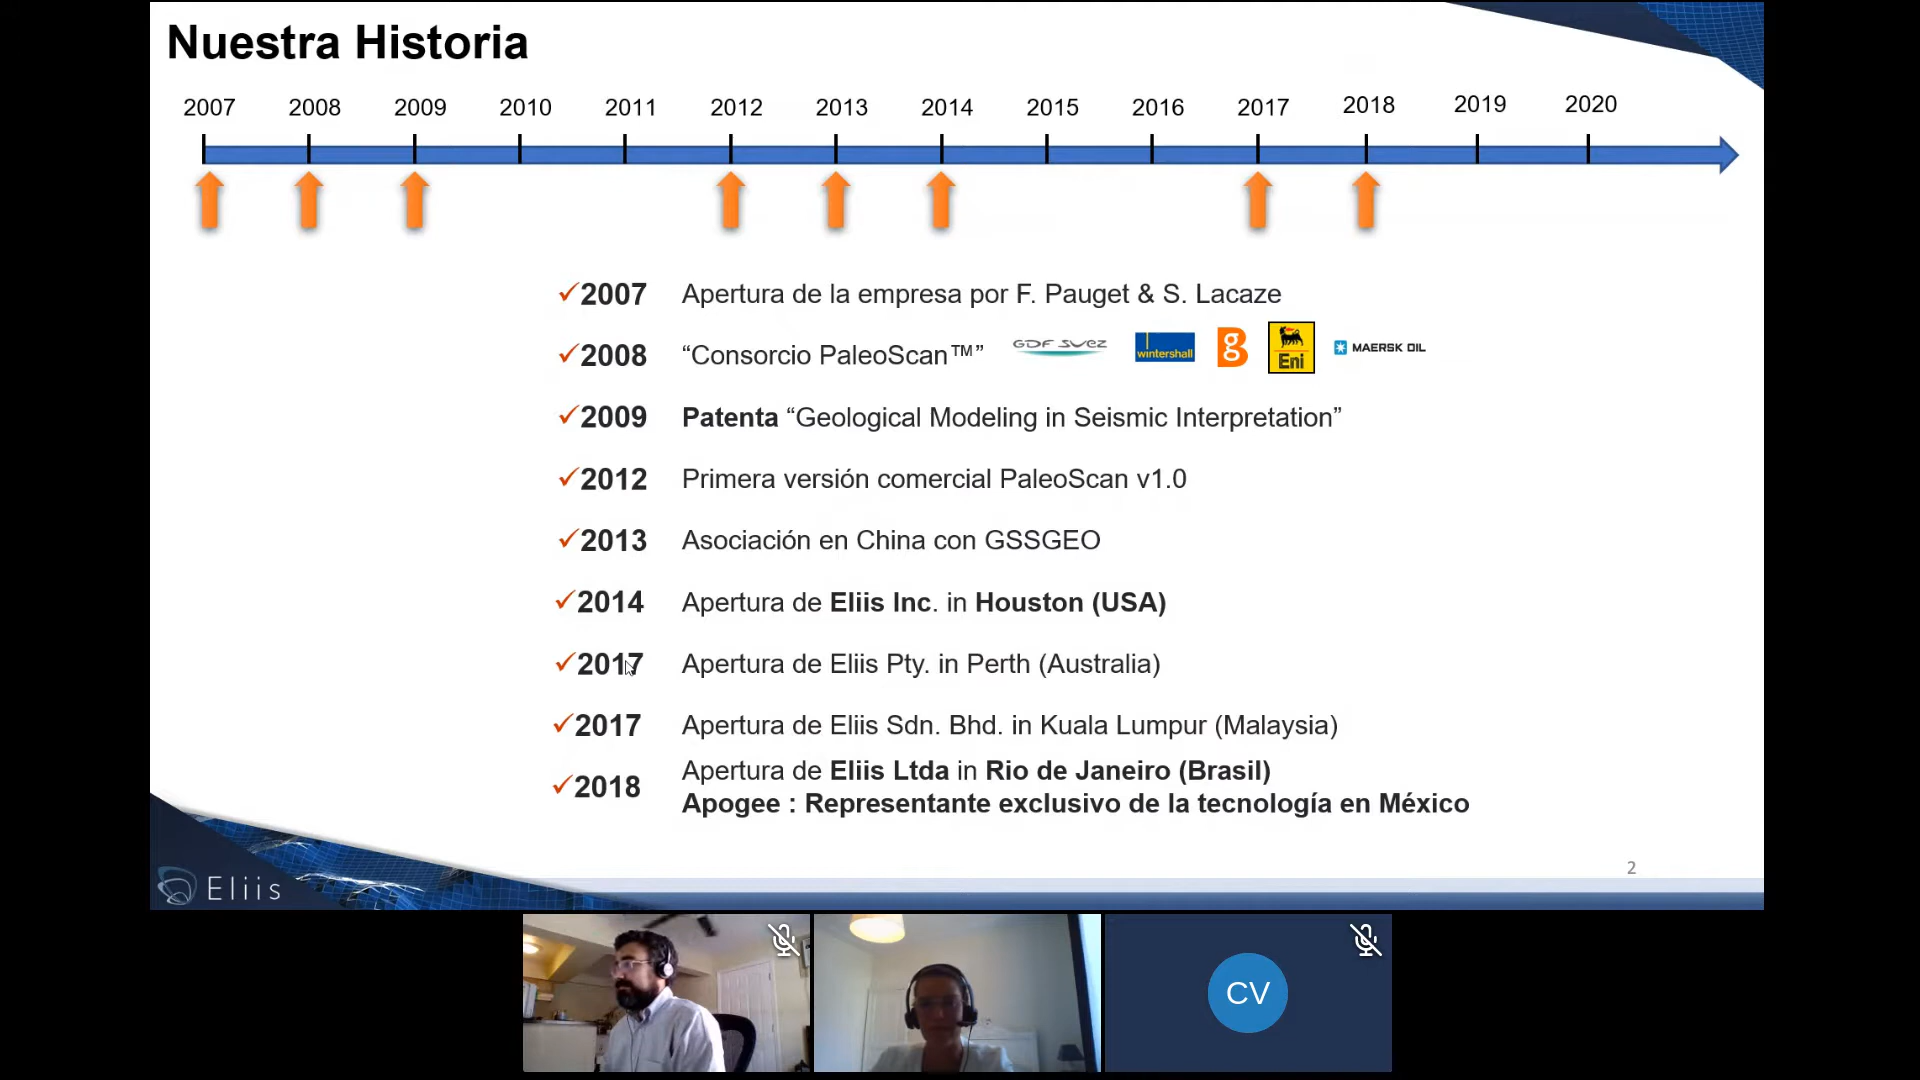 Nuestra Historia
2007 2008 2009 2010 2011 2012 2013 2014 2015 2016 2017 2018 2019 2020
✓2007 Apertura de la empresa por F. Pauget & S. Lacaze
✓2008 “Consorcio PaleoScan™” GDF SUEZ wintershall g Eni MAERSK OIL
✓2009 Patenta “Geological Modeling in Seismic Interpretation”
✓2012 Primera versión comercial PaleoScan v1.0
✓2013 Asociación en China con GSSGEO
✓2014 Apertura de Eliis Inc. in Houston (USA)
✓2017 Apertura de Eliis Pty. in Perth (Australia)
✓2017 Apertura de Eliis Sdn. Bhd. in Kuala Lumpur (Malaysia)
✓2018 Apertura de Eliis Ltda in Rio de Janeiro (Brasil)
Apogee : Representante exclusivo de la tecnología en México
2
Eliis
CV